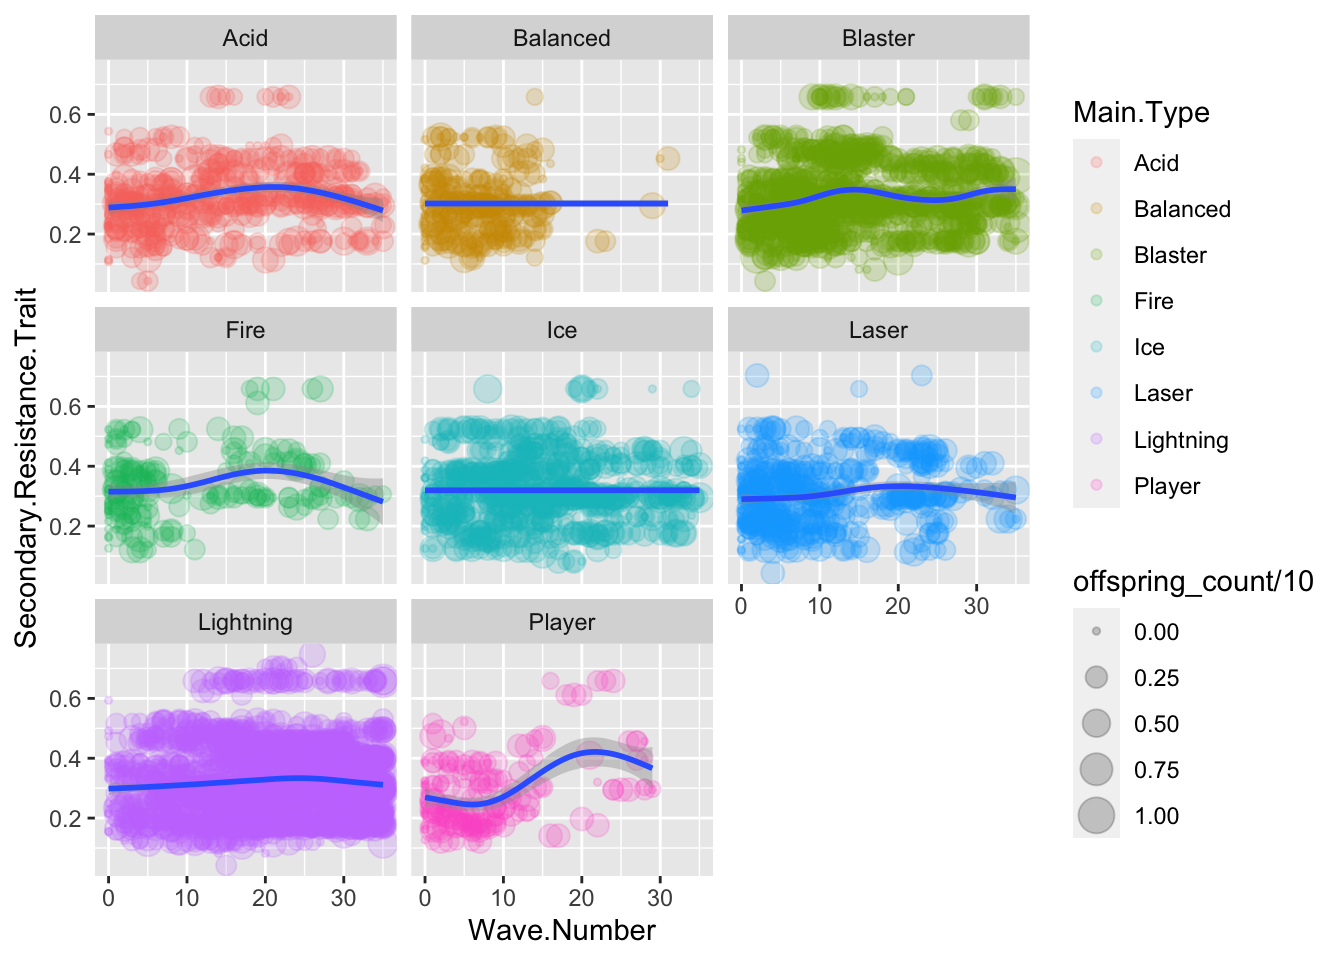 Acid
Balanced
Blaster
0.6
0.4
0.2
Fire
Ice
Laser
0.6
0.4
0.2
0 10 20 30
Lightning
Player
0.6
0.4
0.2
0 10 20 30
0 10 20 30
Wave.Number
Secondary.Resistance.Trait
Main.Type
Acid
Balanced
Blaster
Fire
Ice
Laser
Lightning
Player
offspring_count/10
0.00
0.25
0.50
0.75
1.00